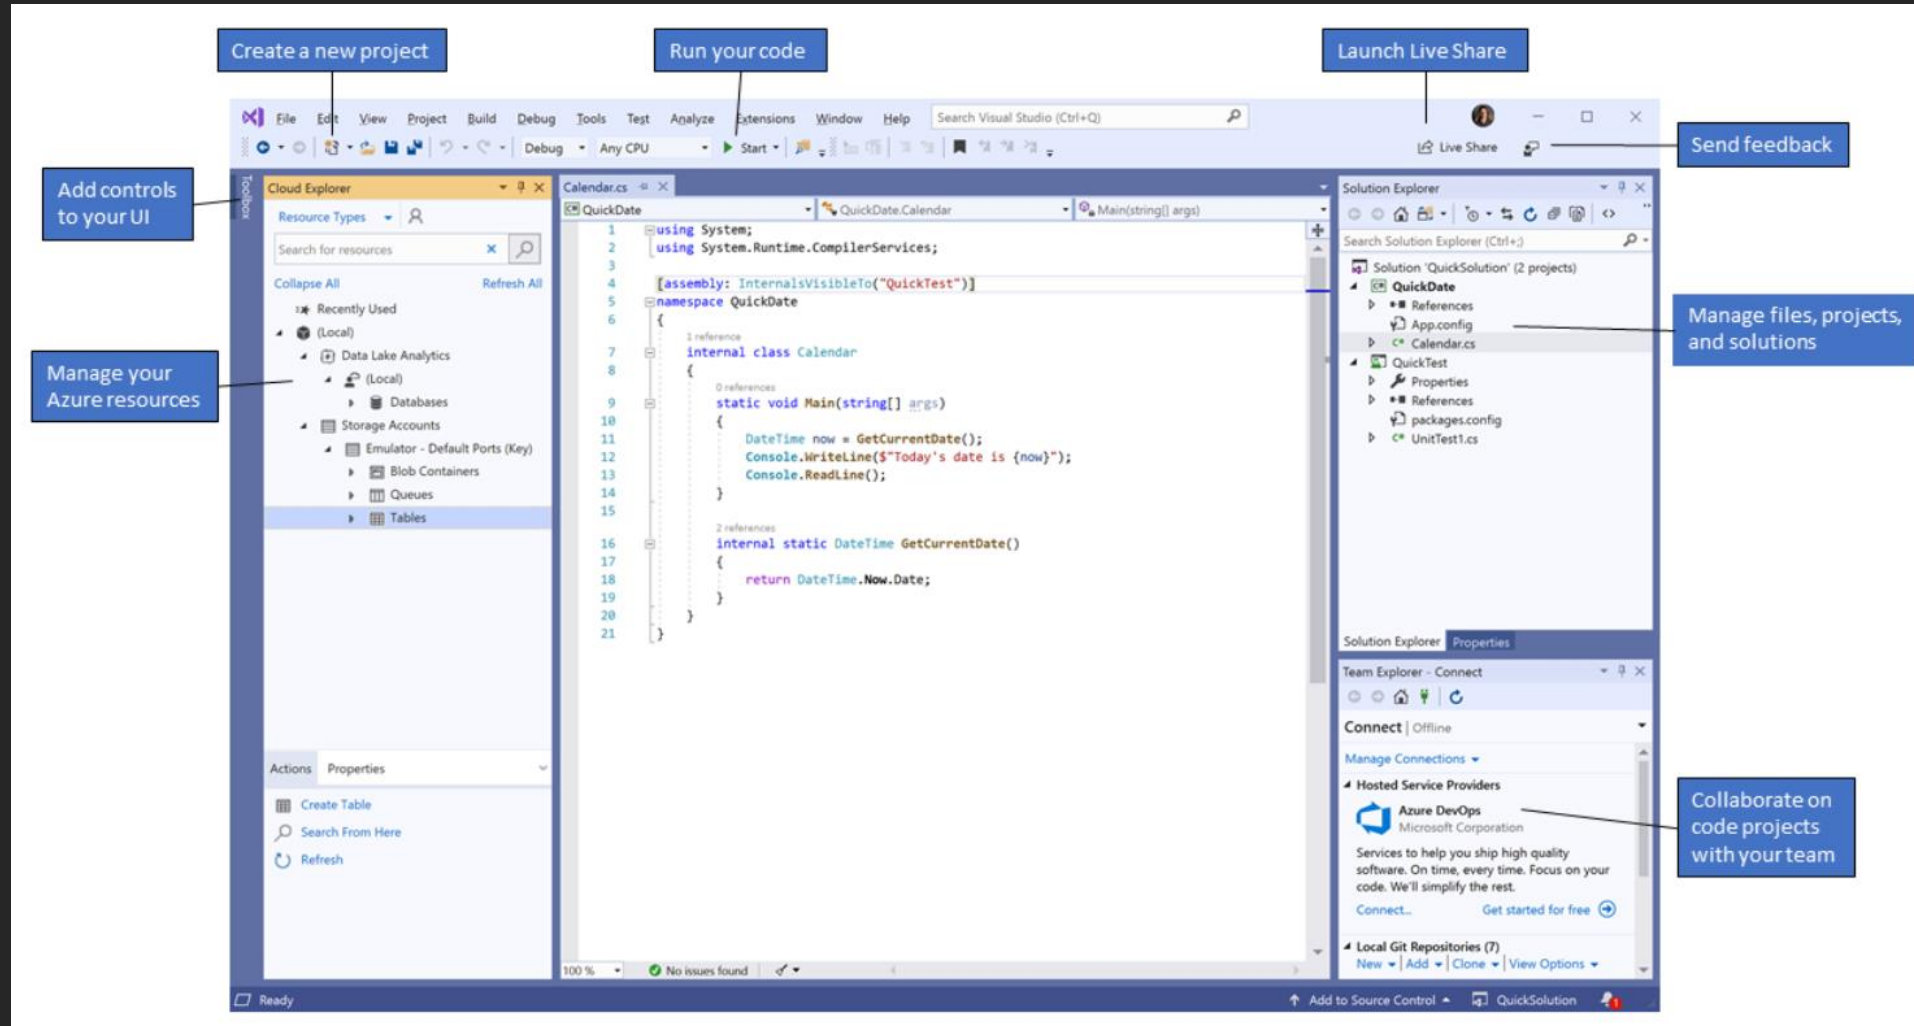 Create a new project
Run your code
Launch Live Share
File Edit View Project Build Debug Tools Test Analyze Extensions Window Help Search Visual Studio (Ctrl+Q)
Debug Any CPU Start Live Share
Send feedback
Add controls
to your UI
Toolbox
Cloud Explorer
Resource Types
Search for resources
Collapse All Refresh All
Recently Used
(Local)
Data Lake Analytics
(Local)
Databases
Storage Accounts
Emulator - Default Ports (Key)
Blob Containers
Queues
Tables
Manage your
Azure resources
Actions Properties
Create Table
Search From Here
Refresh
Calendar.cs
QuickDate QuickDate.Calendar Main(string[] args)
1 using System;
2 using System.Runtime.CompilerServices;
3
4 [assembly: InternalsVisibleTo("QuickTest")]
5 namespace QuickDate
6 {
1 reference
7 internal class Calendar
8 {
0 references
9 static void Main(string[] args)
10 {
11 DateTime now = GetCurrentDate();
12 Console.WriteLine($"Today's date is {now}");
13 Console.ReadLine();
14 }
15
2 references
16 internal static DateTime GetCurrentDate()
17 {
18 return DateTime.Now.Date;
19 }
20 }
21 }
100 % No issues found
Solution Explorer
Search Solution Explorer (Ctrl+;)
Solution 'QuickSolution' (2 projects)
C# QuickDate
References
App.config
C# Calendar.cs
QuickTest
Properties
References
packages.config
C# UnitTest1.cs
Solution Explorer Properties
Manage files, projects,
and solutions
Team Explorer - Connect
Connect | Offline
Manage Connections
Hosted Service Providers
Azure DevOps
Microsoft Corporation
Services to help you ship high quality
software. On time, every time. Focus on your
code. We'll simplify the rest.
Connect... Get started for free
Local Git Repositories (7)
New | Add | Clone | View Options
Collaborate on
code projects
with your team
Ready Add to Source Control QuickSolution 1